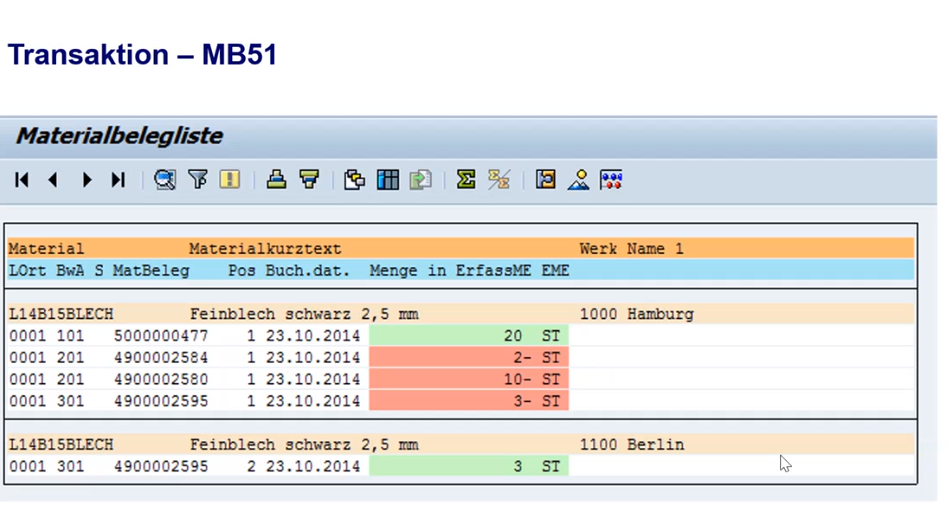 Transaktion – MB51
Materialbelegliste
Material Materialkurztext Werk Name 1
LOrt BwA S MatBeleg Pos Buch.dat. Menge in ErfassME EME
L14B15BLECH Feinblech schwarz 2,5 mm 1000 Hamburg
0001 101 5000000477 1 23.10.2014 20 ST
0001 201 4900002584 1 23.10.2014 2- ST
0001 201 4900002580 1 23.10.2014 10- ST
0001 301 4900002595 1 23.10.2014 3- ST
L14B15BLECH Feinblech schwarz 2,5 mm 1100 Berlin
0001 301 4900002595 2 23.10.2014 3 ST